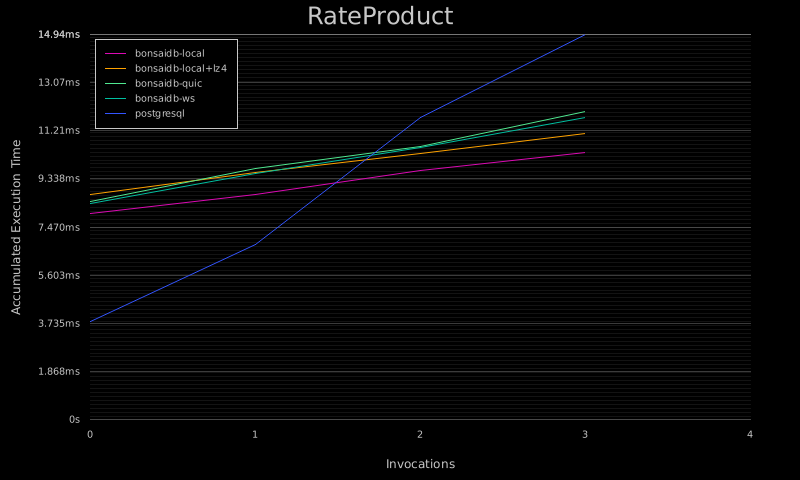 RateProduct
14.94ms
13.07ms
11.21ms
9.338ms
7.470ms
5.603ms
3.735ms
1.868ms
0s
bonsaidb-local
bonsaidb-local+lz4
bonsaidb-quic
bonsaidb-ws
postgresql
Accumulated Execution Time
0 1 2 3 4
Invocations